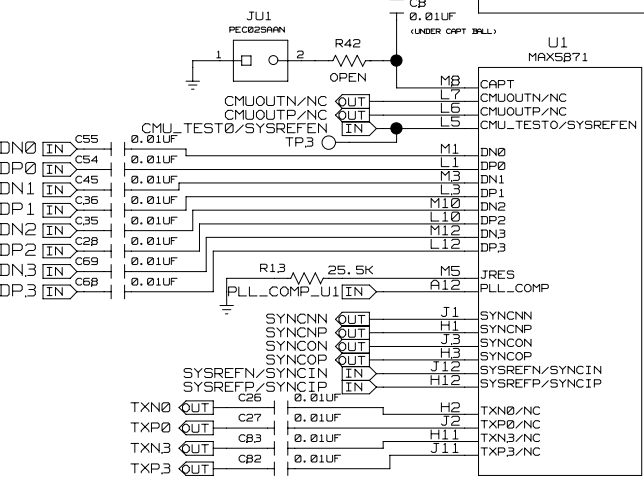 C8
0.01UF
(UNDER CAPT BALL)
JU1
PEC02SAAN
1
2
R42
OPEN
U1
MAX5871
M8 CAPT
CMUOUTN/NC OUT L7 CMUOUTN/NC
CMUOUTP/NC OUT L6 CMUOUTP/NC
CMU_TEST0/SYSREFEN IN L5 CMU_TEST0/SYSREFEN
TP3
DN0 IN C55 0.01UF M1 DN0
DP0 IN C54 0.01UF L1 DP0
DN1 IN C45 0.01UF M3 DN1
DP1 IN C36 0.01UF L3 DP1
DN2 IN C35 0.01UF M10 DN2
DP2 IN C28 0.01UF L10 DP2
DN3 IN C69 0.01UF M12 DN3
DP3 IN C68 0.01UF L12 DP3
R13 25.5K M5 JRES
PLL_COMP_U1 IN A12 PLL_COMP
SYNCNN OUT J1 SYNCNN
SYNCNP OUT H1 SYNCNP
SYNCON OUT J3 SYNCON
SYNCOP OUT H3 SYNCOP
SYSREFN/SYNCIN IN J12 SYSREFN/SYNCIN
SYSREFP/SYNCIP IN H12 SYSREFP/SYNCIP
TXN0 OUT C26 0.01UF H2 TXN0/NC
TXP0 OUT C27 0.01UF J2 TXP0/NC
TXN3 OUT C83 0.01UF H11 TXN3/NC
TXP3 OUT C82 0.01UF J11 TXP3/NC